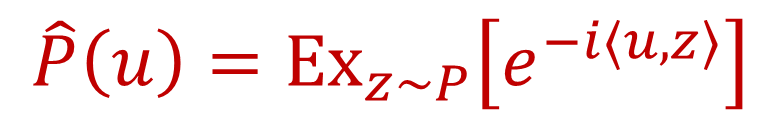 P̂(u) = Ex_{z~P}[e^{-i⟨u,z⟩}]